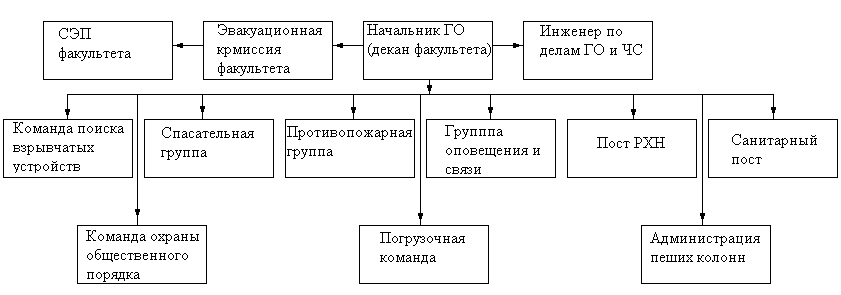 СЭП
факультета
Эвакуационная
крмиссия
факультета
Начальник ГО
(декан факультета)
Инженер по
делам ГО и ЧС
Команда поиска
взрывчатых
устройств
Спасательная
группа
Противопожарная
группа
Групппа
оповещения и
связи
Пост РХН
Санитарный
пост
Команда охраны
общественного
порядка
Погрузочная
команда
Администрация
пеших колонн